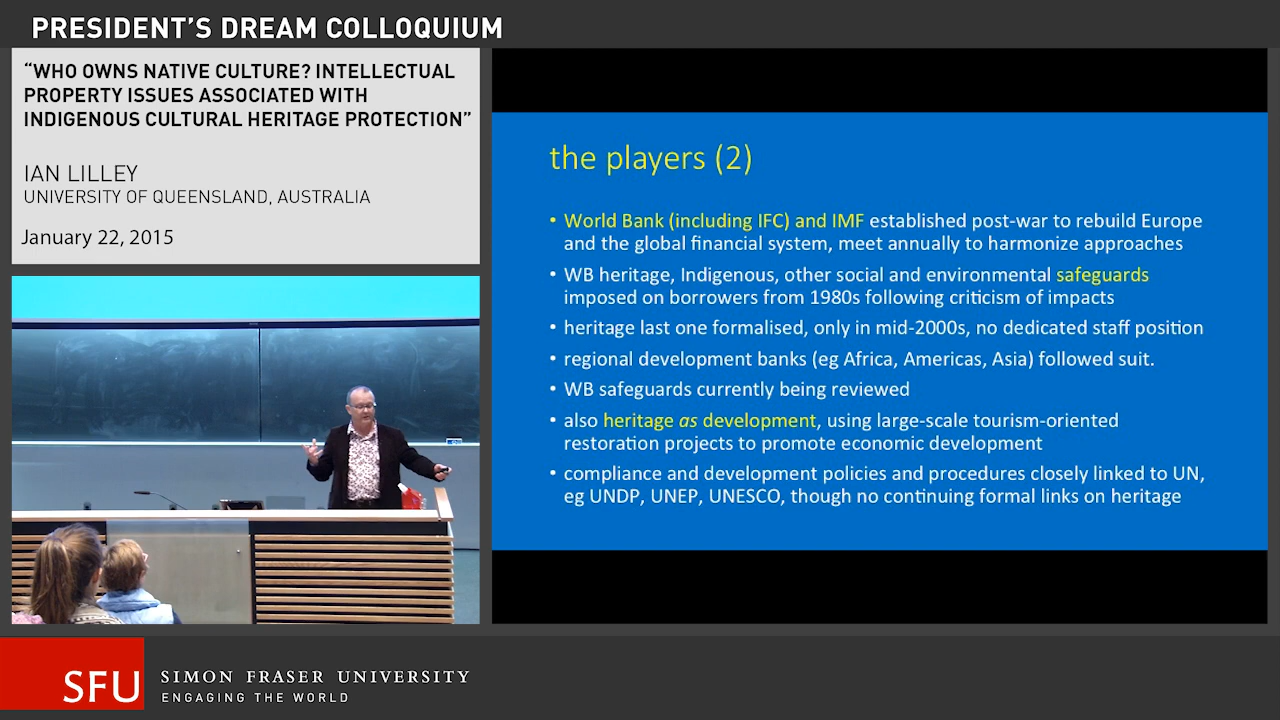 PRESIDENT'S DREAM COLLOQUIUM
“WHO OWNS NATIVE CULTURE? INTELLECTUAL
PROPERTY ISSUES ASSOCIATED WITH
INDIGENOUS CULTURAL HERITAGE PROTECTION”
IAN LILLEY
UNIVERSITY OF QUEENSLAND, AUSTRALIA
January 22, 2015
the players (2)
• World Bank (including IFC) and IMF established post-war to rebuild Europe
and the global financial system, meet annually to harmonize approaches
• WB heritage, Indigenous, other social and environmental safeguards
imposed on borrowers from 1980s following criticism of impacts
• heritage last one formalised, only in mid-2000s, no dedicated staff position
• regional development banks (eg Africa, Americas, Asia) followed suit.
• WB safeguards currently being reviewed
• also heritage as development, using large-scale tourism-oriented
restoration projects to promote economic development
• compliance and development policies and procedures closely linked to UN,
eg UNDP, UNEP, UNESCO, though no continuing formal links on heritage
SFU
SIMON FRASER UNIVERSITY
ENGAGING THE WORLD